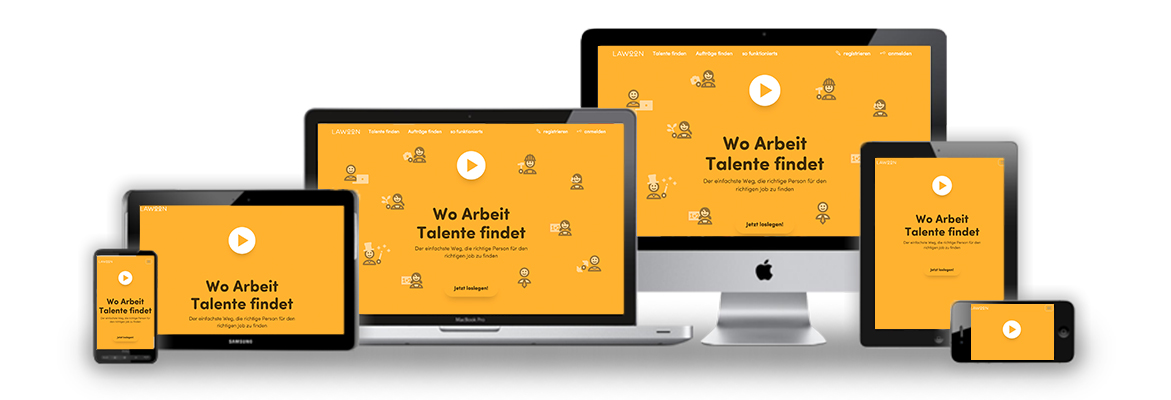 LAWOON Talente finden Aufträge finden so funktionierts registrieren anmelden
Wo Arbeit
Talente findet
Der einfachste Weg, die richtige Person für den
richtigen Job zu finden
Jetzt loslegen!
LAWOON Talente finden Aufträge finden so funktionierts registrieren anmelden
Wo Arbeit
Talente findet
Der einfachste Weg, die richtige Person für den
richtigen Job zu finden
Jetzt loslegen!
MacBook Pro
LAWOON
Wo Arbeit
Talente findet
Der einfachste Weg, die richtige Person für den
richtigen Job zu finden
Jetzt loslegen!
LAWOON
Wo Arbeit
Talente findet
Der einfachste Weg, die richtige Person für den
SAMSUNG
LAWOON
Wo Arbeit
Talente findet
Der einfachste Weg, die richtige Person für den
richtigen Job zu finden
Jetzt loslegen!
LAWOON